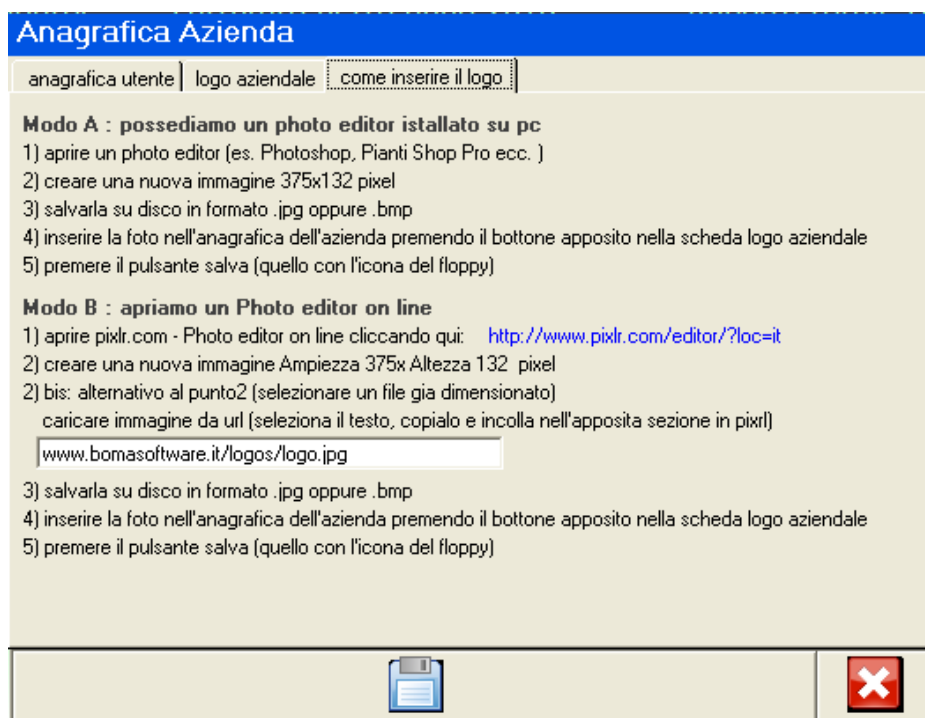 Anagrafica Azienda
anagrafica utente
logo aziendale
come inserire il logo
Modo A : possediamo un photo editor istallato su pc
1) aprire un photo editor (es. Photoshop, Pianti Shop Pro ecc. )
2) creare una nuova immagine 375x132 pixel
3) salvarla su disco in formato .jpg oppure .bmp
4) inserire la foto nell'anagrafica dell'azienda premendo il bottone apposito nella scheda logo aziendale
5) premere il pulsante salva (quello con l'icona del floppy)
Modo B : apriamo un Photo editor on line
1) aprire pixlr.com - Photo editor on line cliccando qui: http://www.pixlr.com/editor/?loc=it
2) creare una nuova immagine Ampiezza 375x Altezza 132 pixel
2) bis: alternativo al punto2 (selezionare un file gia dimensionato)
caricare immagine da url (seleziona il testo, copialo e incolla nell'apposita sezione in pixrl)
www.bomasoftware.it/logos/logo.jpg
3) salvarla su disco in formato .jpg oppure .bmp
4) inserire la foto nell'anagrafica dell'azienda premendo il bottone apposito nella scheda logo aziendale
5) premere il pulsante salva (quello con l'icona del floppy)